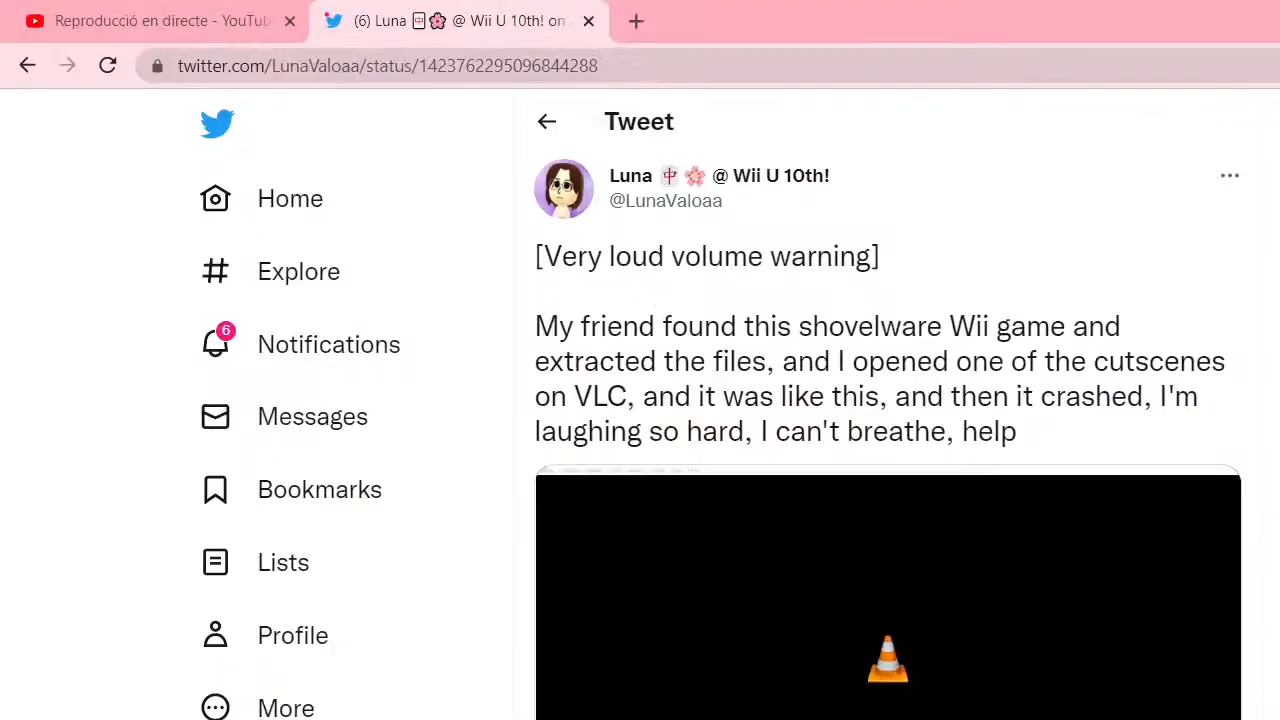 Reproducció en directe - YouTub
(6) Luna 🀄🌸 @ Wii U 10th! on
twitter.com/LunaValoaa/status/1423762295096844288
Tweet
Luna 🀄🌸 @ Wii U 10th!
@LunaValoaa
Home
Explore
6
Notifications
Messages
Bookmarks
Lists
Profile
More
[Very loud volume warning]
My friend found this shovelware Wii game and
extracted the files, and I opened one of the cutscenes
on VLC, and it was like this, and then it crashed, I'm
laughing so hard, I can't breathe, help